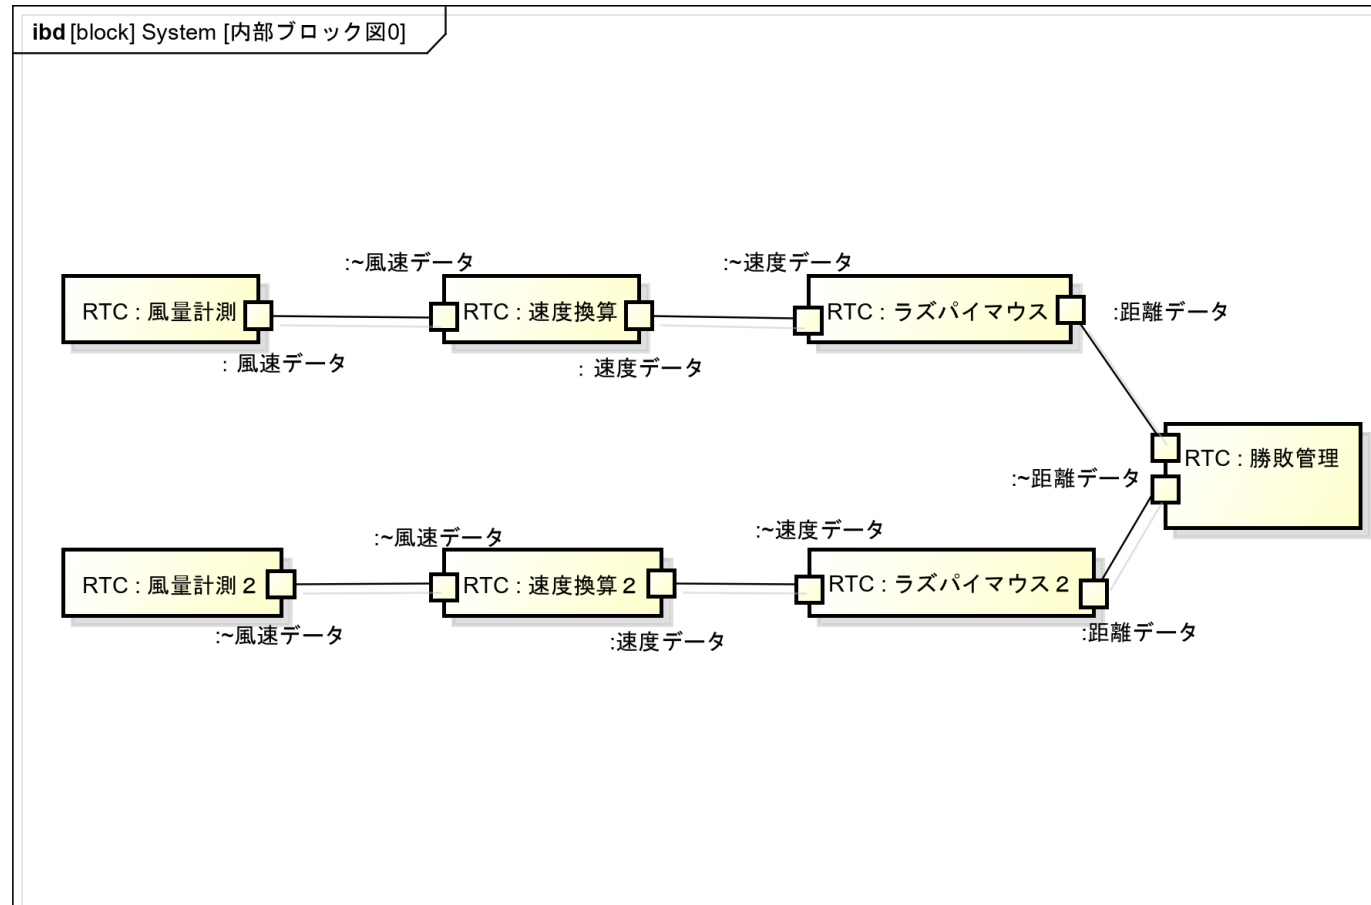 ibd [block] System [内部ブロック図0]
:~風速データ
:~速度データ
RTC : 風量計測
RTC : 速度換算
RTC : ラズパイマウス
:距離データ
: 風速データ
: 速度データ
RTC : 勝敗管理
:~距離データ
:~風速データ
:~速度データ
RTC : 風量計測２
RTC : 速度換算２
RTC : ラズパイマウス２
:~風速データ
:速度データ
:距離データ